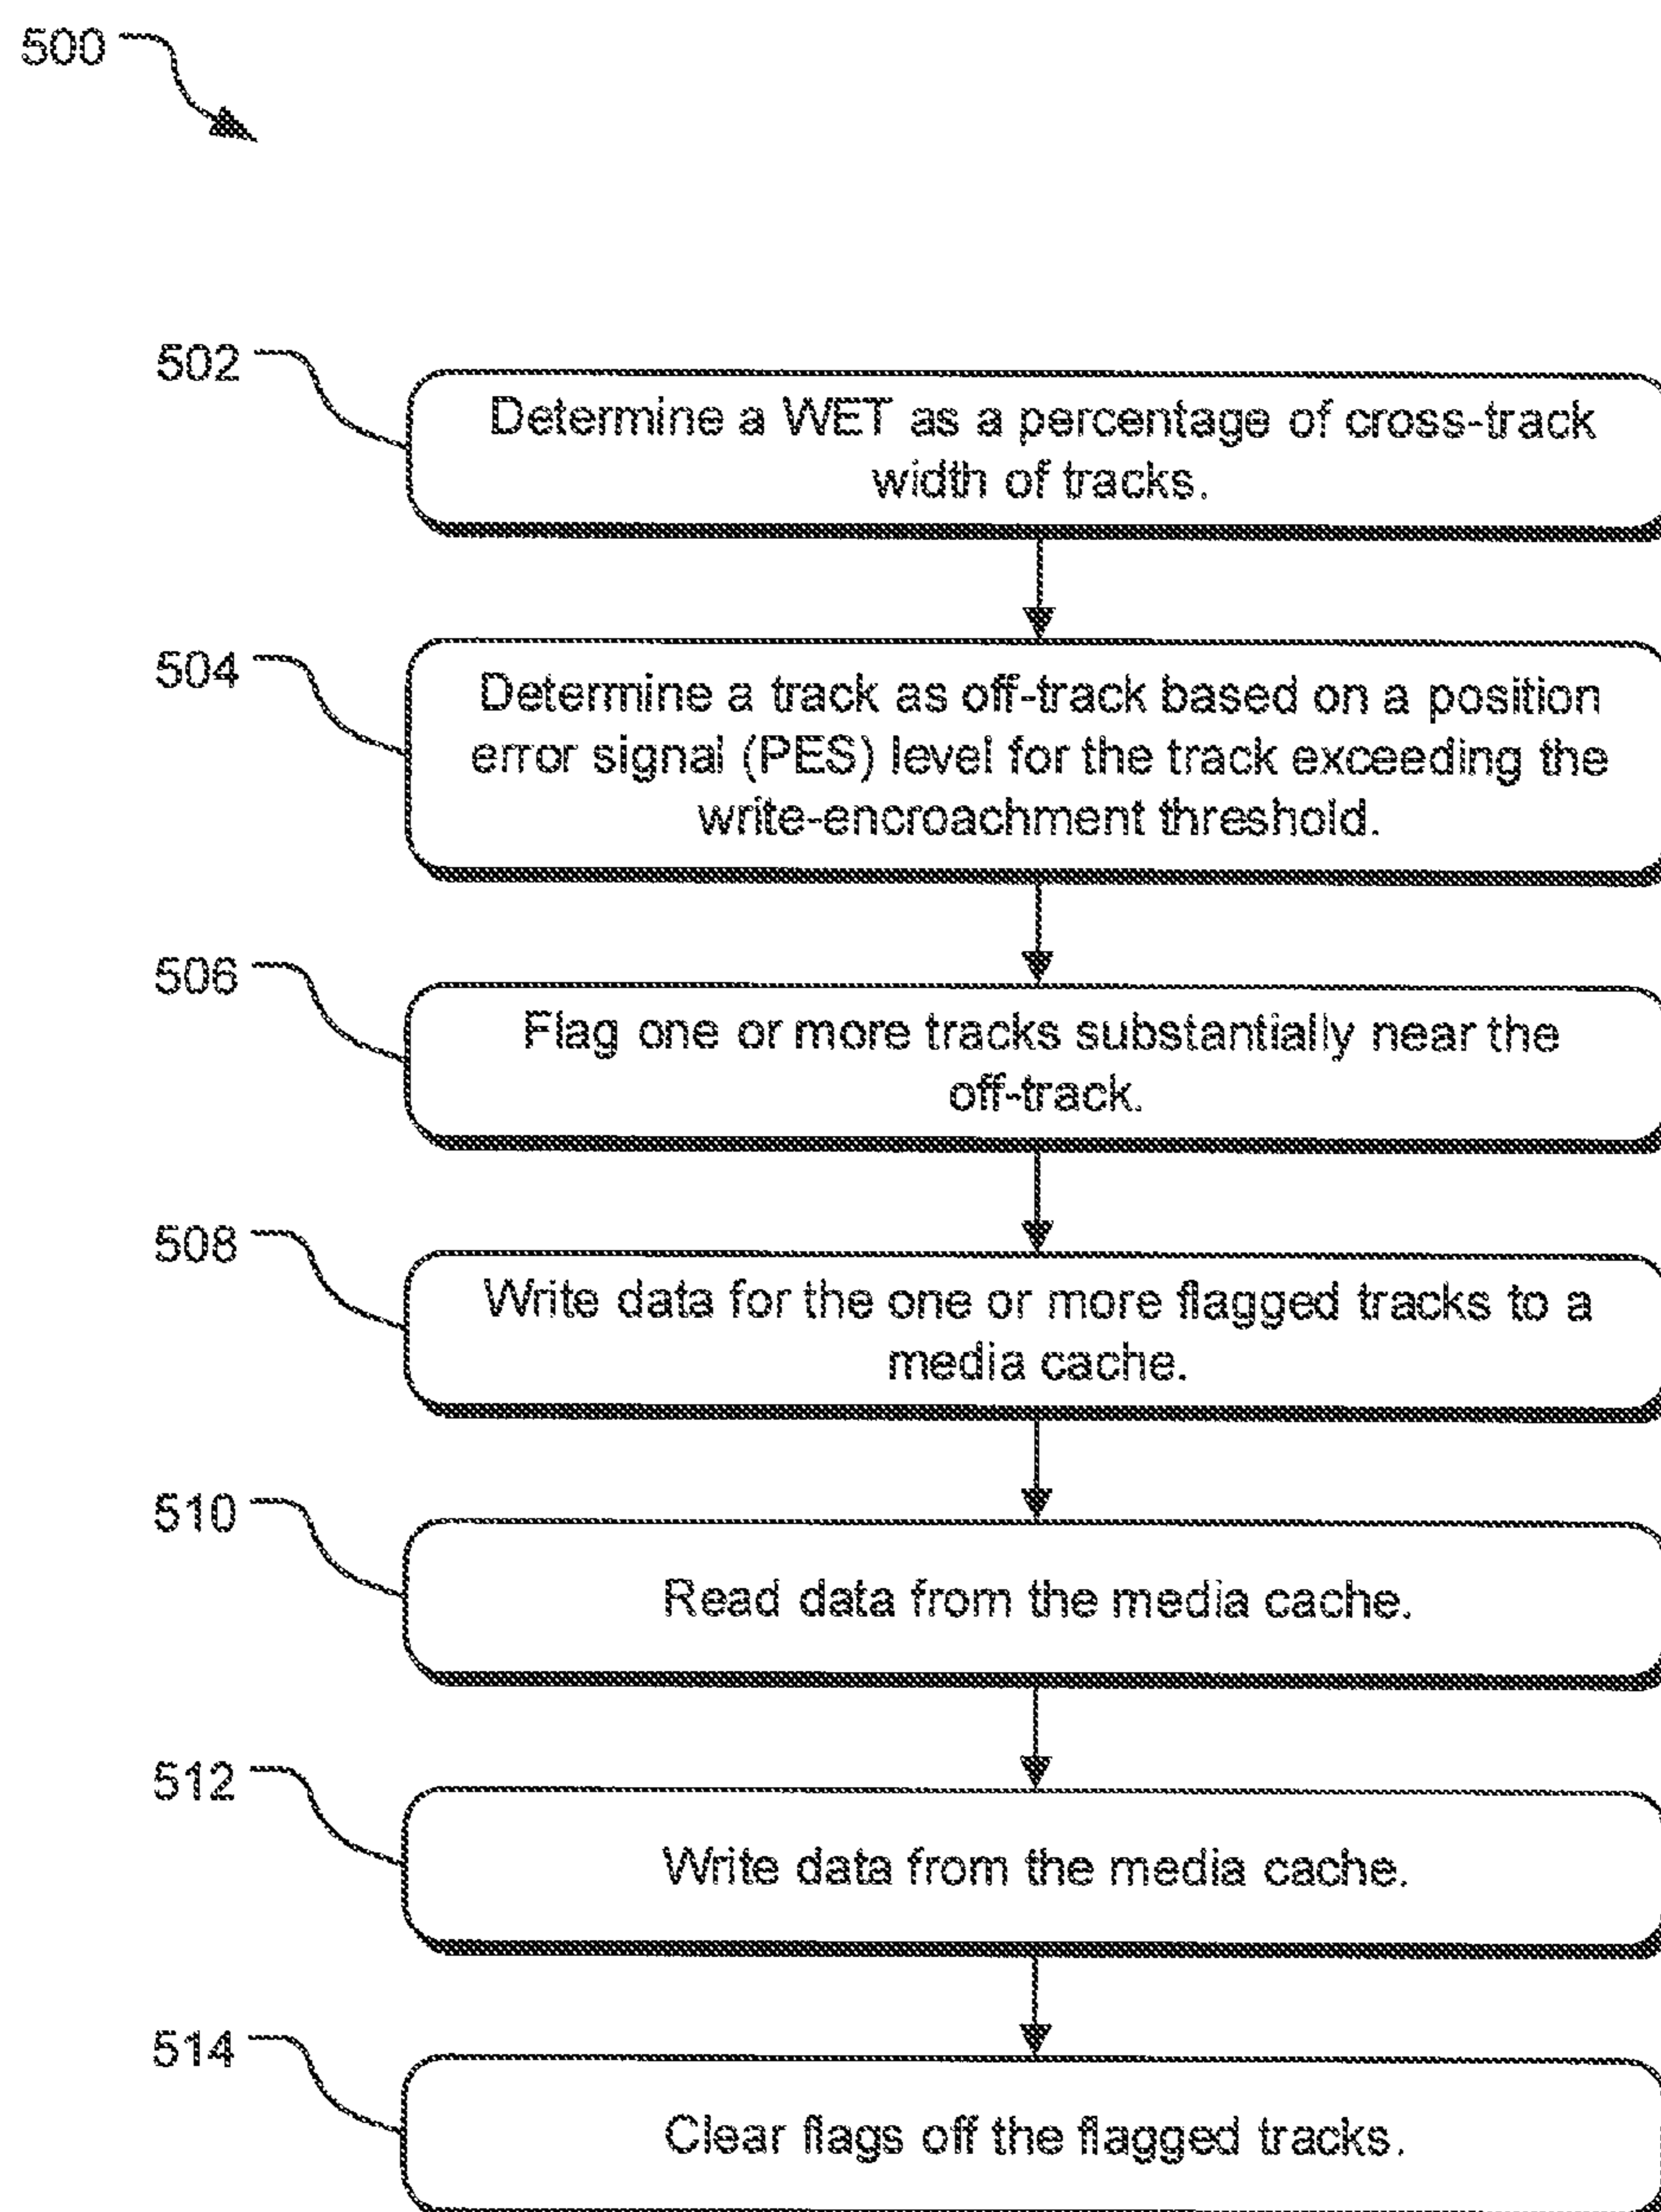 500
502
Determine a WET as a percentage of cross-track
width of tracks.
504
Determine a track as off-track based on a position
error signal (PES) level for the track exceeding the
write-encroachment threshold.
506
Flag one or more tracks substantially near the
off-track.
508
Write data for the one or more flagged tracks to a
media cache.
510
Read data from the media cache.
512
Write data from the media cache.
514
Clear flags off the flagged tracks.